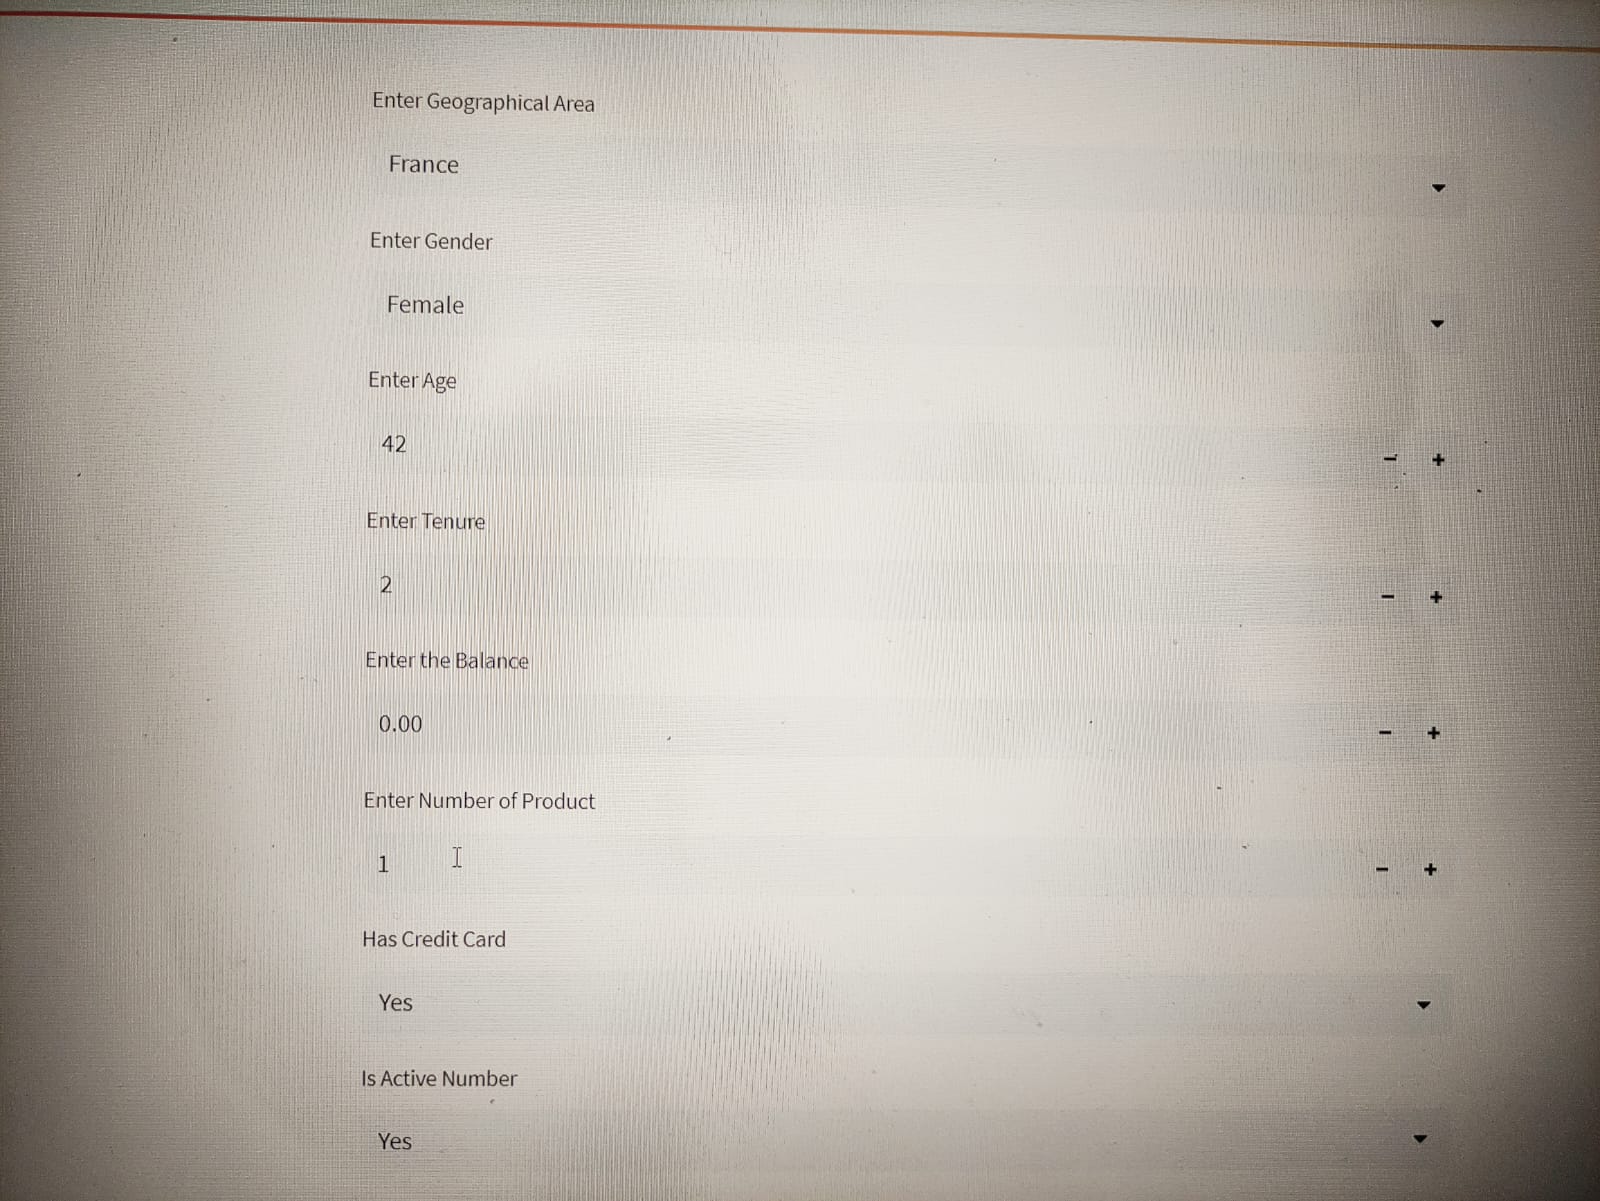 Enter Geographical Area
France
Enter Gender
Female
Enter Age
42
Enter Tenure
2
Enter the Balance
0.00
Enter Number of Product
1
Has Credit Card
Yes
Is Active Number
Yes